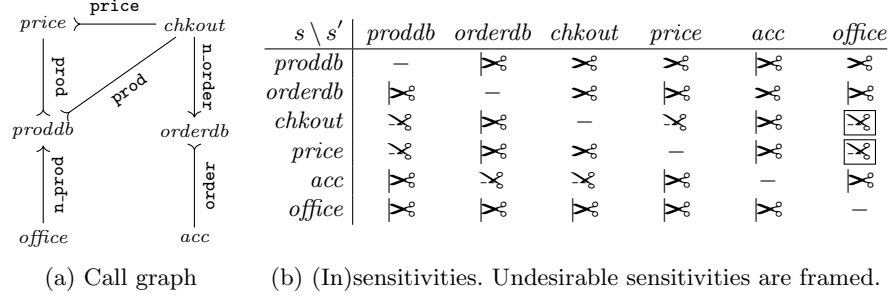 price
price chkout
prod
prod
n_order
proddb orderdb
n_prod
order
office acc
(a) Call graph
s \ s′ proddb orderdb chkout price acc office
proddb –
orderdb –
chkout –
price –
acc –
office –
(b) (In)sensitivities. Undesirable sensitivities are framed.